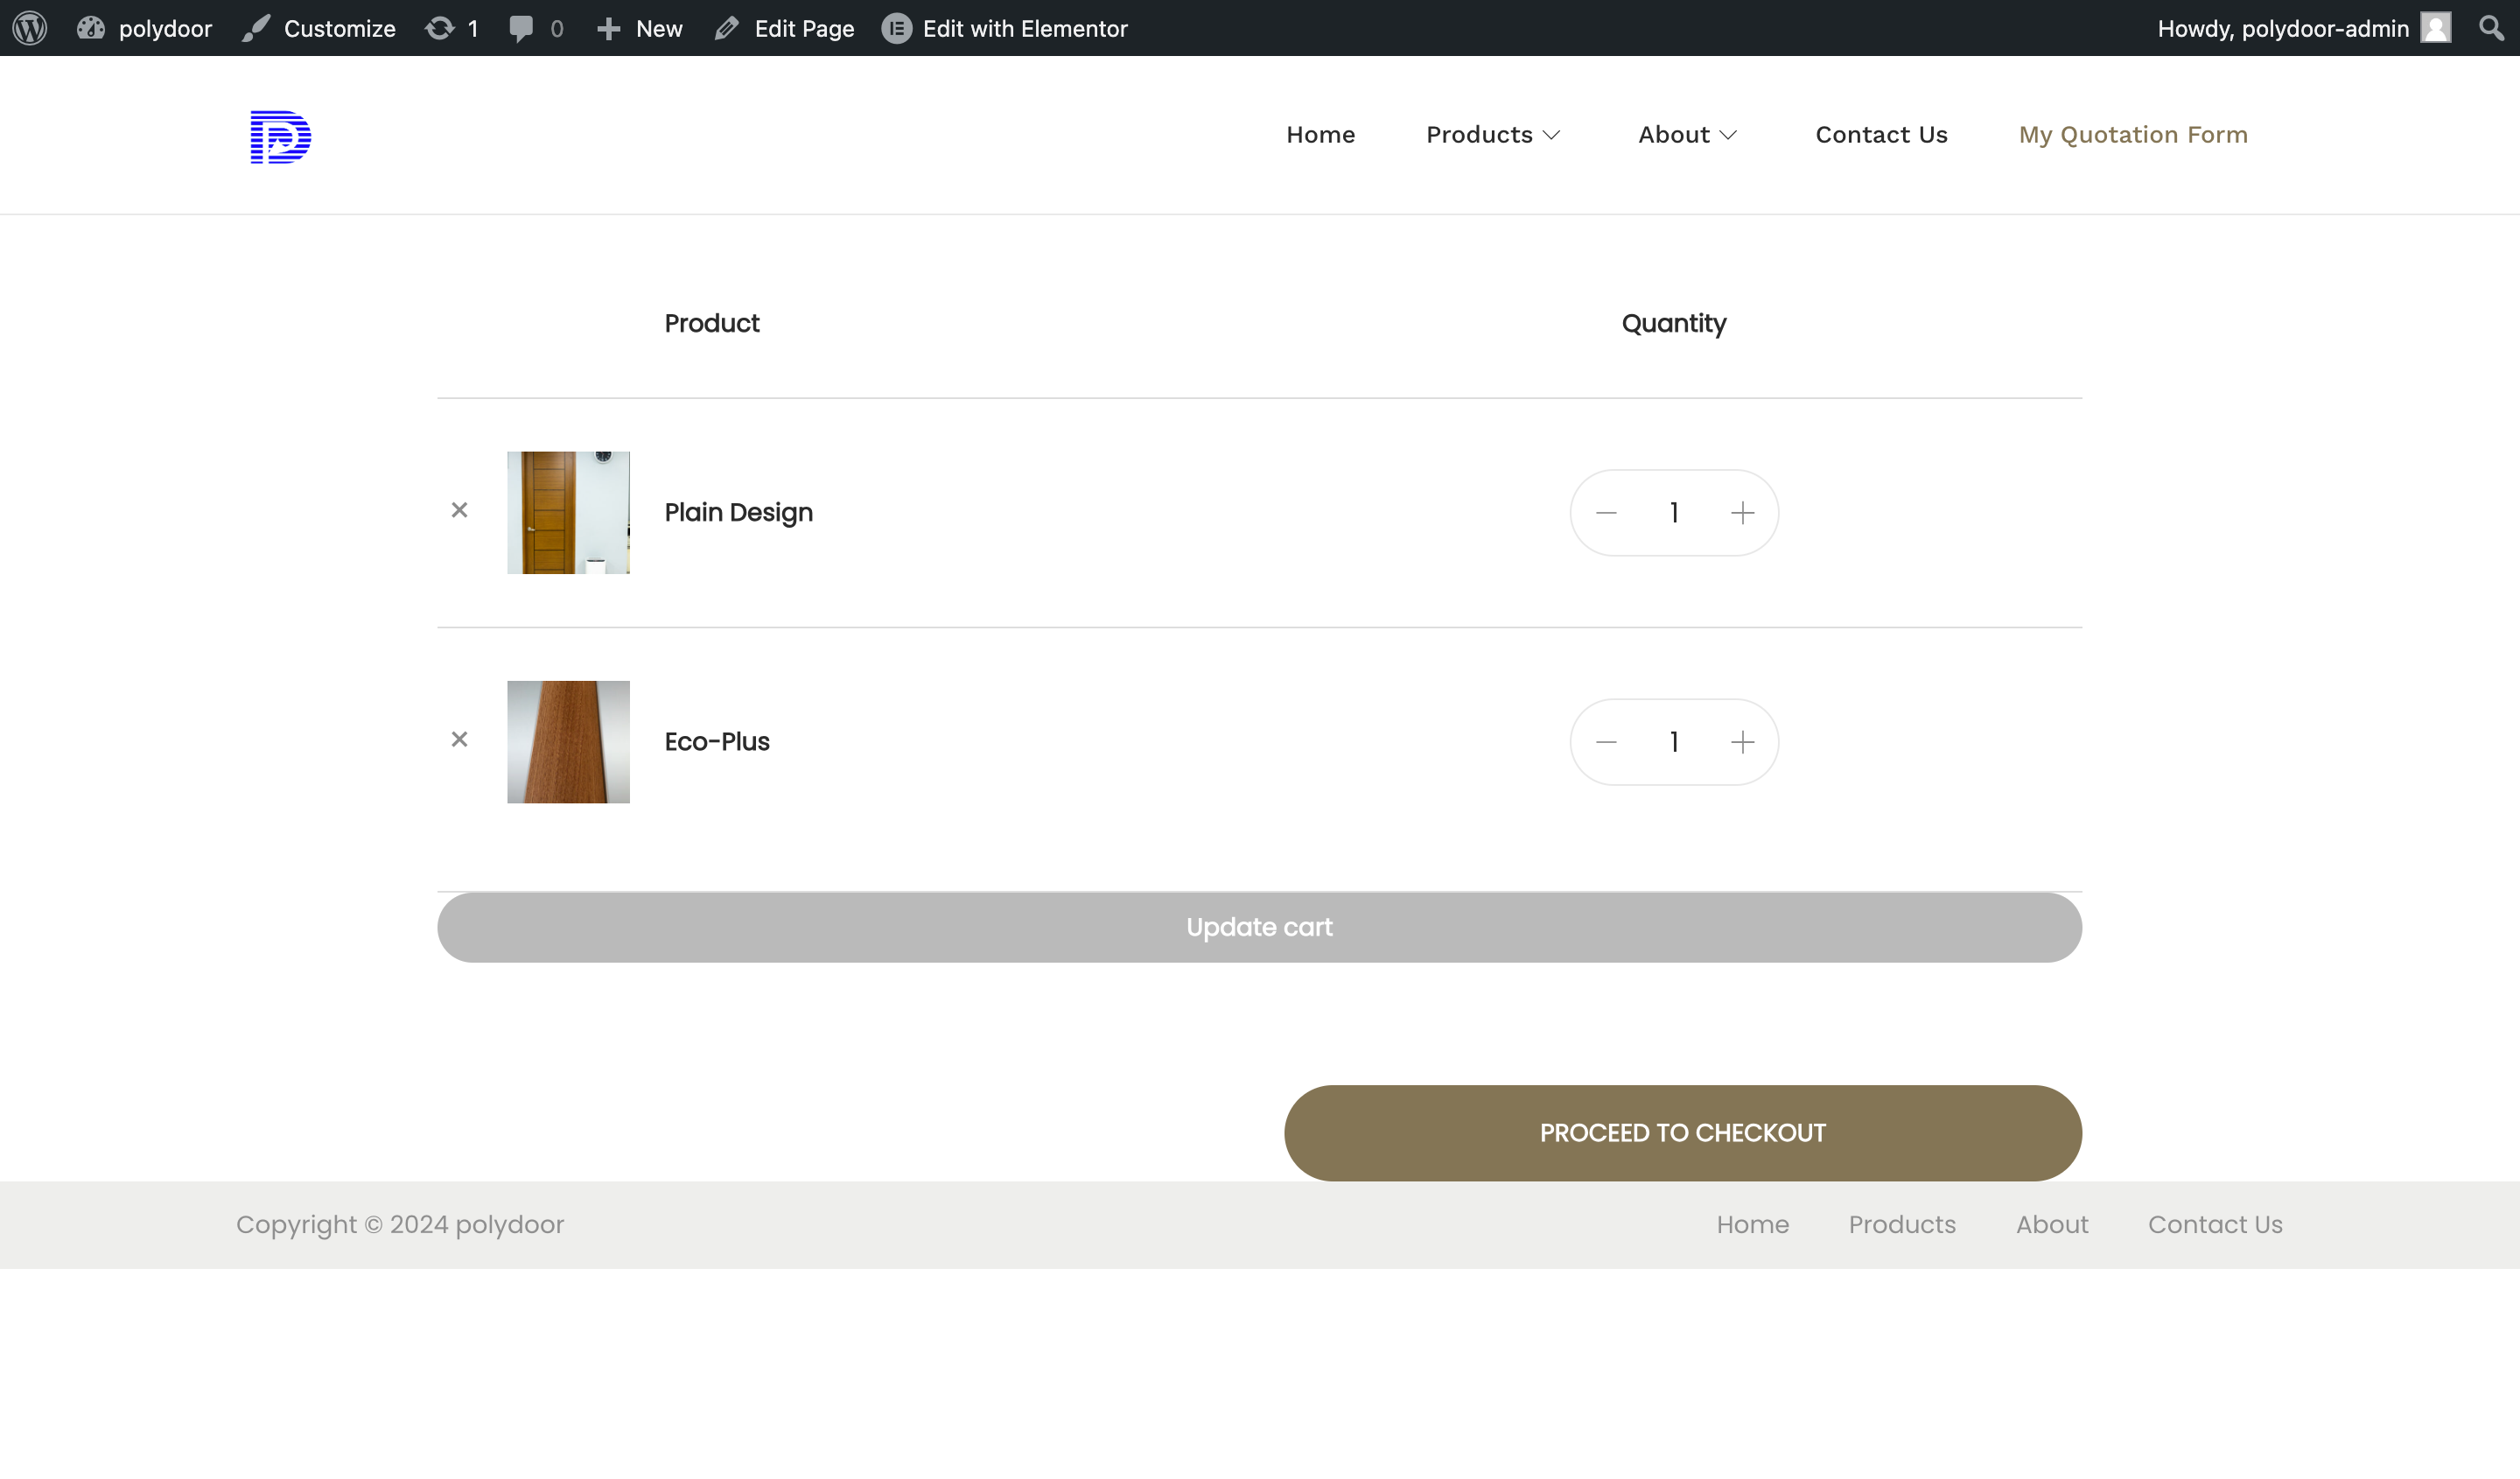 polydoor Customize 1 0 New Edit Page Edit with Elementor Howdy, polydoor-admin
Home Products About Contact Us My Quotation Form
Product Quantity
Plain Design 1
Eco-Plus 1
Update cart
PROCEED TO CHECKOUT
Copyright © 2024 polydoor Home Products About Contact Us